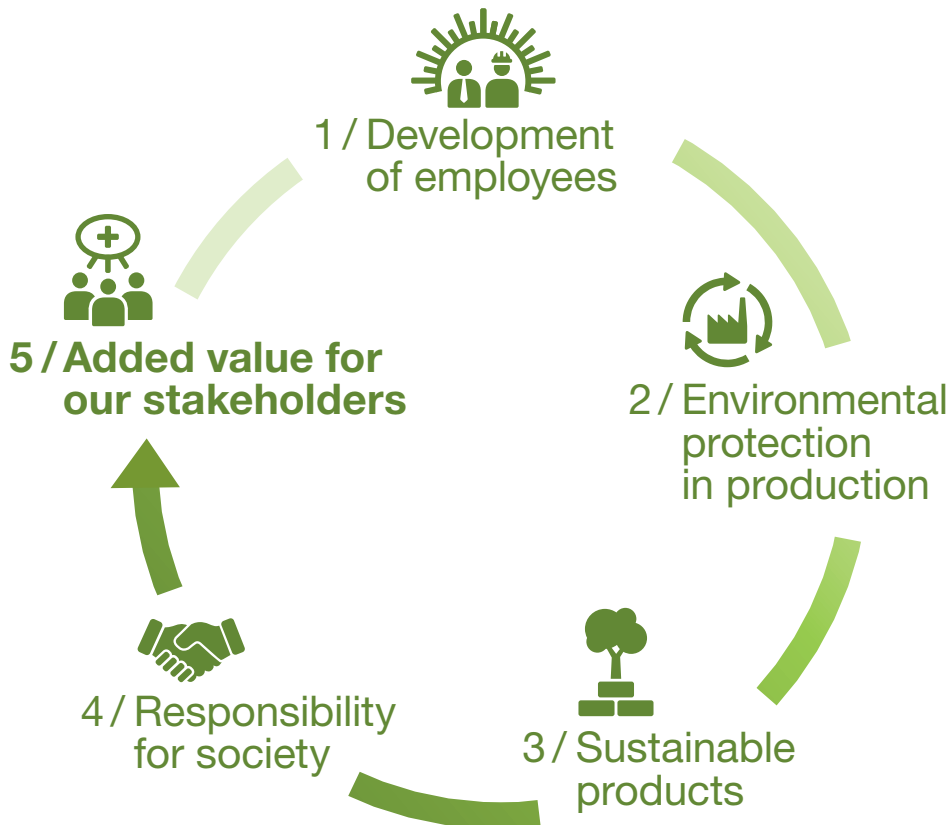 1 / Development
of employees
2 / Environmental
protection
in production
3 / Sustainable
products
4 / Responsibility
for society
5 / Added value for
our stakeholders